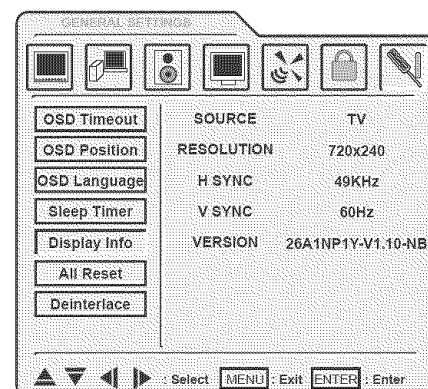 GENERAL SETTINGS
OSD Timeout
OSD Position
OSD Language
Sleep Timer
Display Info
All Reset
Deinterlace
SOURCE TV
RESOLUTION 720x240
H SYNC 49KHz
V SYNC 60Hz
VERSION 26A1NP1Y-V1.10-NB
: Select MENU : Exit ENTER : Enter